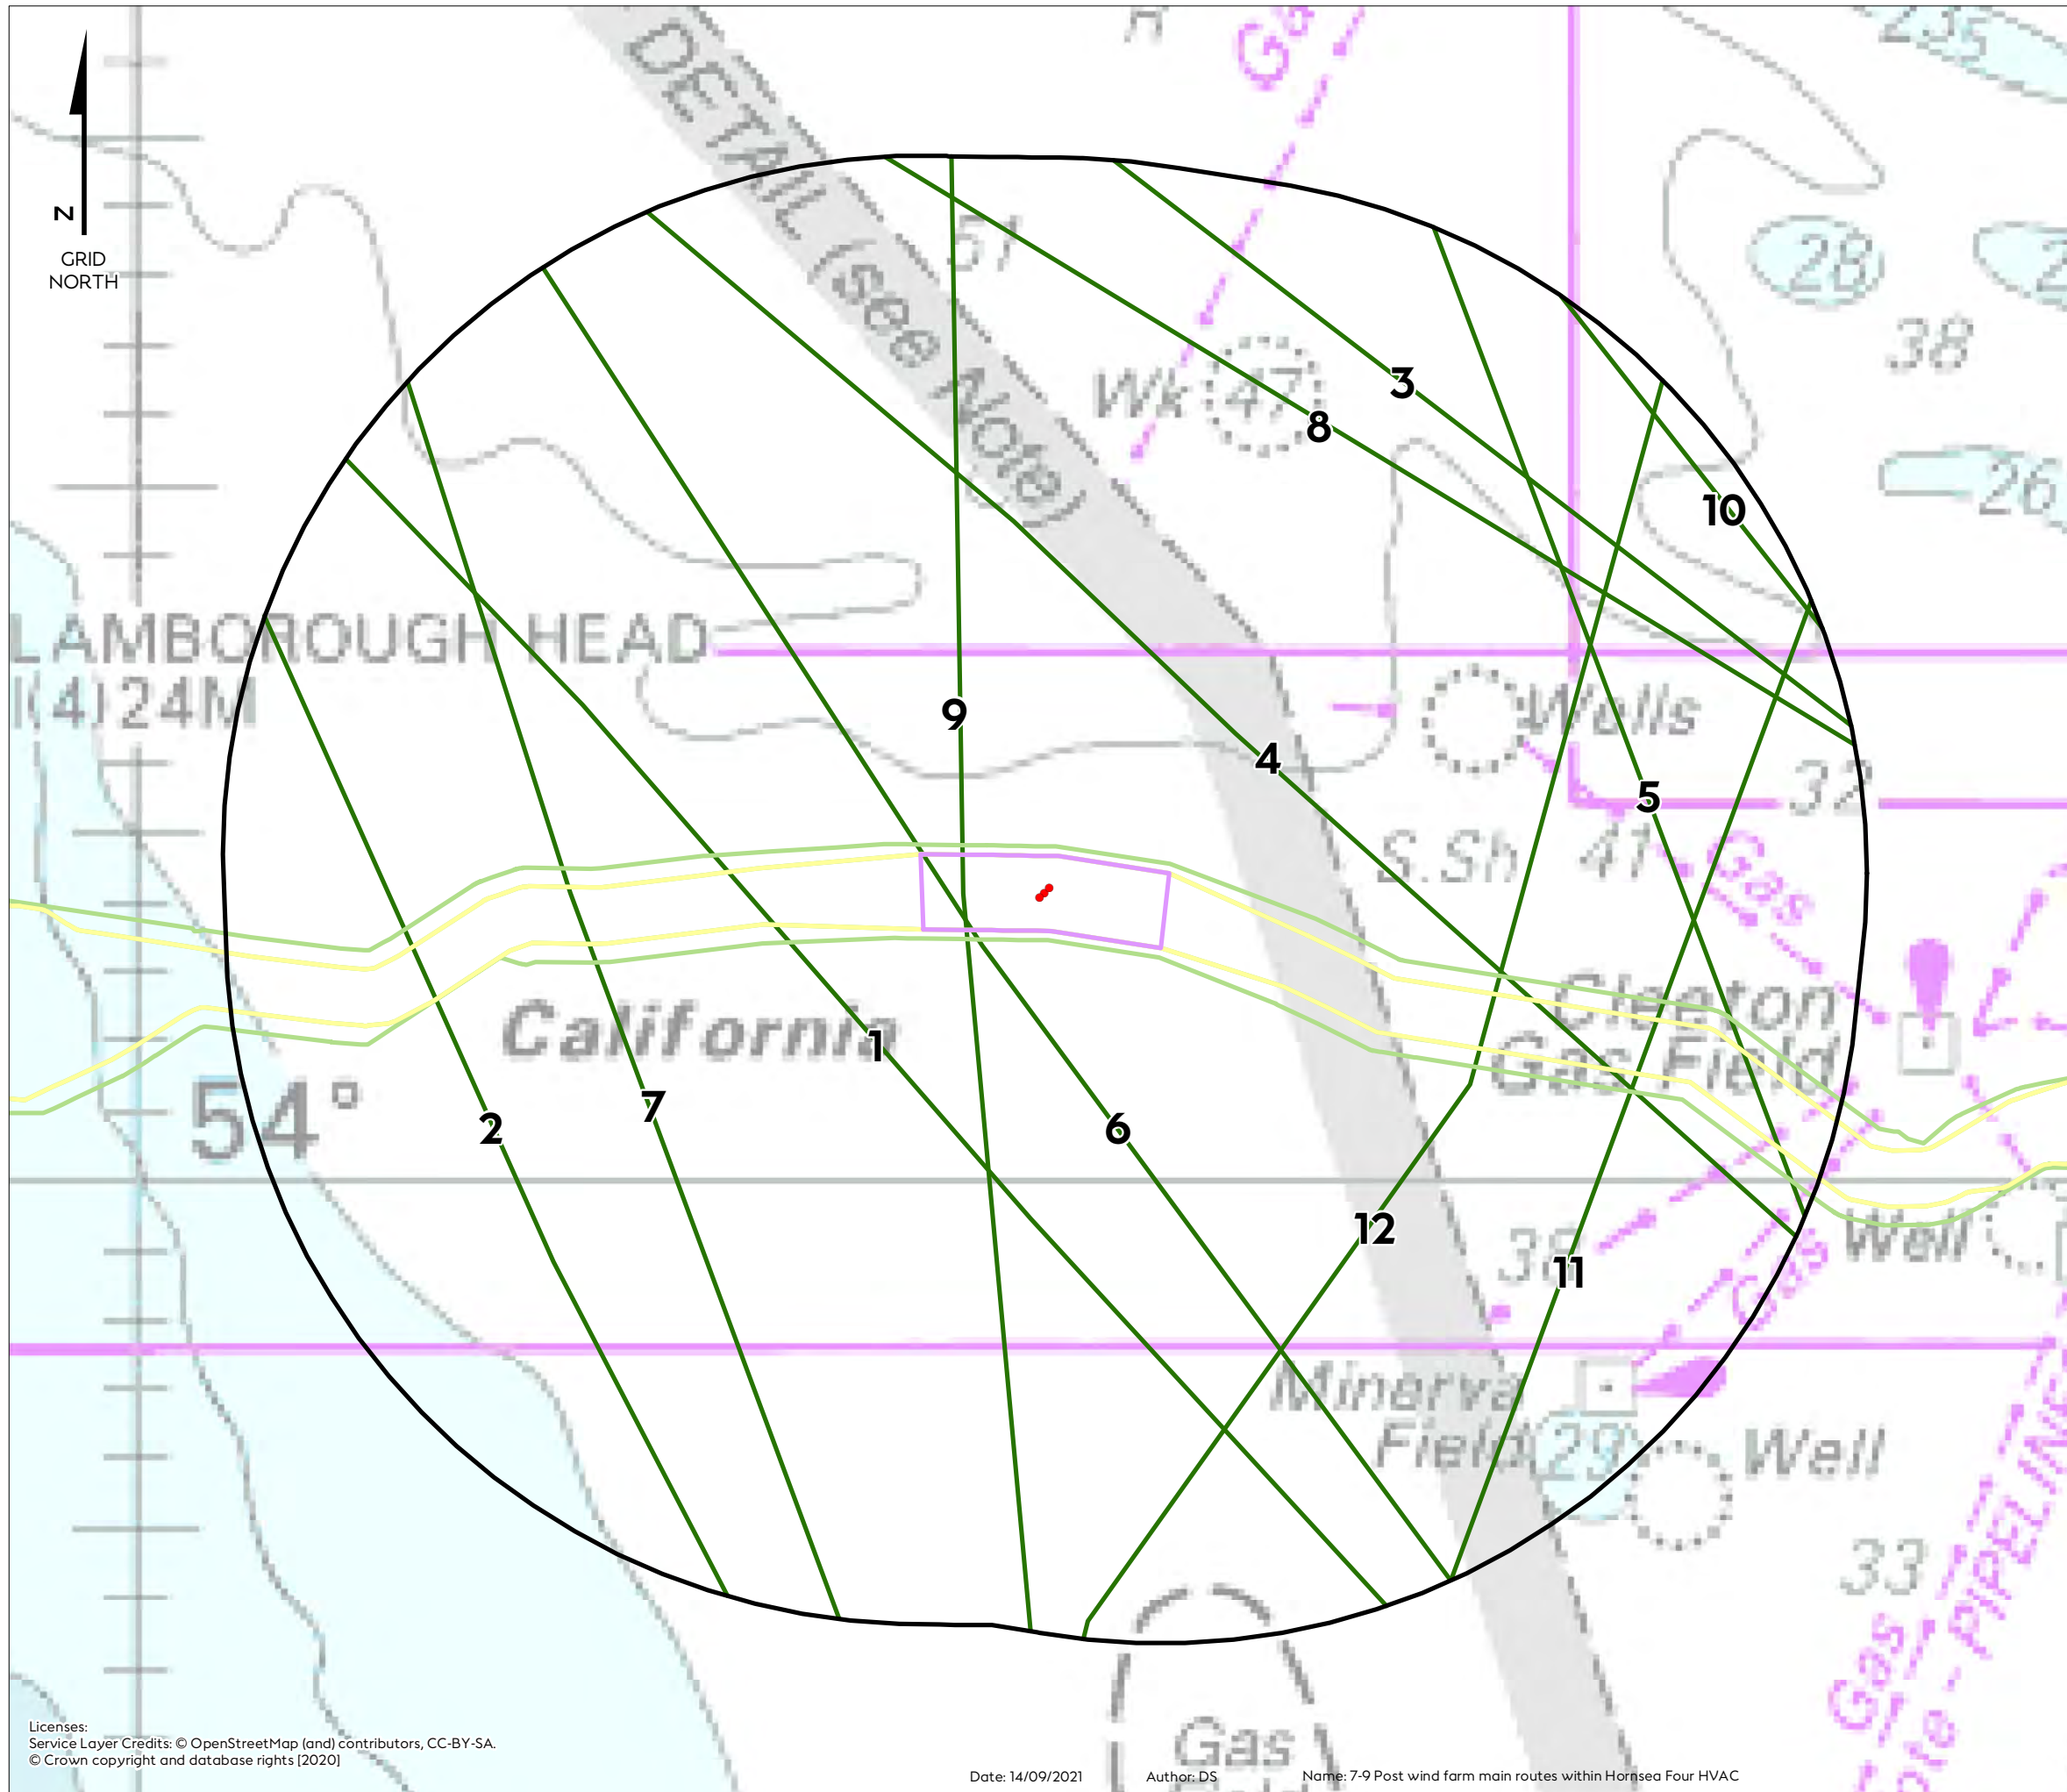 N
GRID
NORTH
DETAIL (see Note)
51
Wk 47
28
38
26
3
8
10
LAMBOROUGH HEAD
l(4)24M
9
4
Wells
5
32
S.Sh 41
Gas
California
Cleeton
Gas Field
54°
1
2
7
6
12
11
Well
Gas
Minerva
Field
29
Well
33
Gas
Gas
Licenses:
Service Layer Credits: © OpenStreetMap (and) contributors, CC-BY-SA.
© Crown copyright and database rights [2020]
Date: 14/09/2021 Author: DS Name: 7-9 Post wind farm main routes within Hornsea Four HVAC